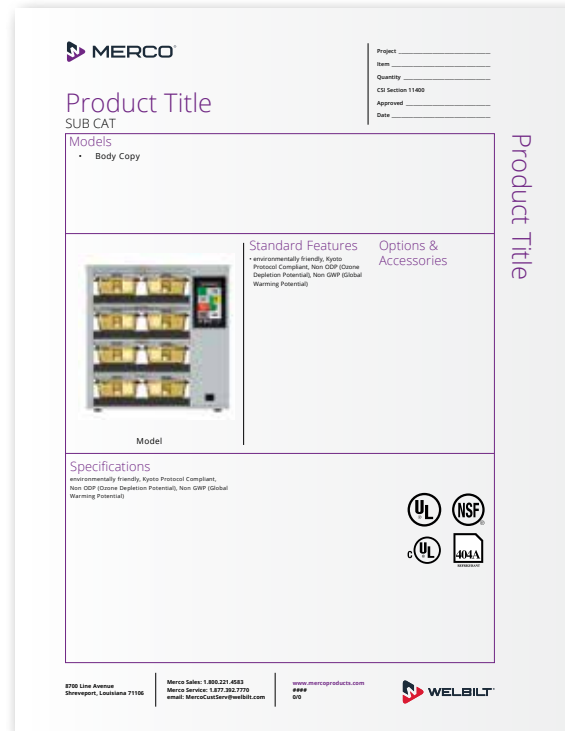 MERCO
Project
Item
Quantity
CSI Section 11400
Approved
Date
Product Title
SUB CAT
Product Title
Models
• Body Copy
Standard Features
• environmentally friendly, Kyoto
Protocol Compliant, Non ODP (Ozone
Depletion Potential), Non GWP (Global
Warming Potential)
Options &
Accessories
Model
Specifications
environmentally friendly, Kyoto Protocol Compliant,
Non ODP (Ozone Depletion Potential), Non GWP (Global
Warming Potential)
UL
NSF
C UL
404A
REFRIGERANT
8700 Line Avenue
Shreveport, Louisiana 71106
Merco Sales: 1.800.221.4583
Merco Service: 1.877.392.7770
email: MercoCustServ@welbilt.com
www.mercoproducts.com
####
0/0
WELBILT